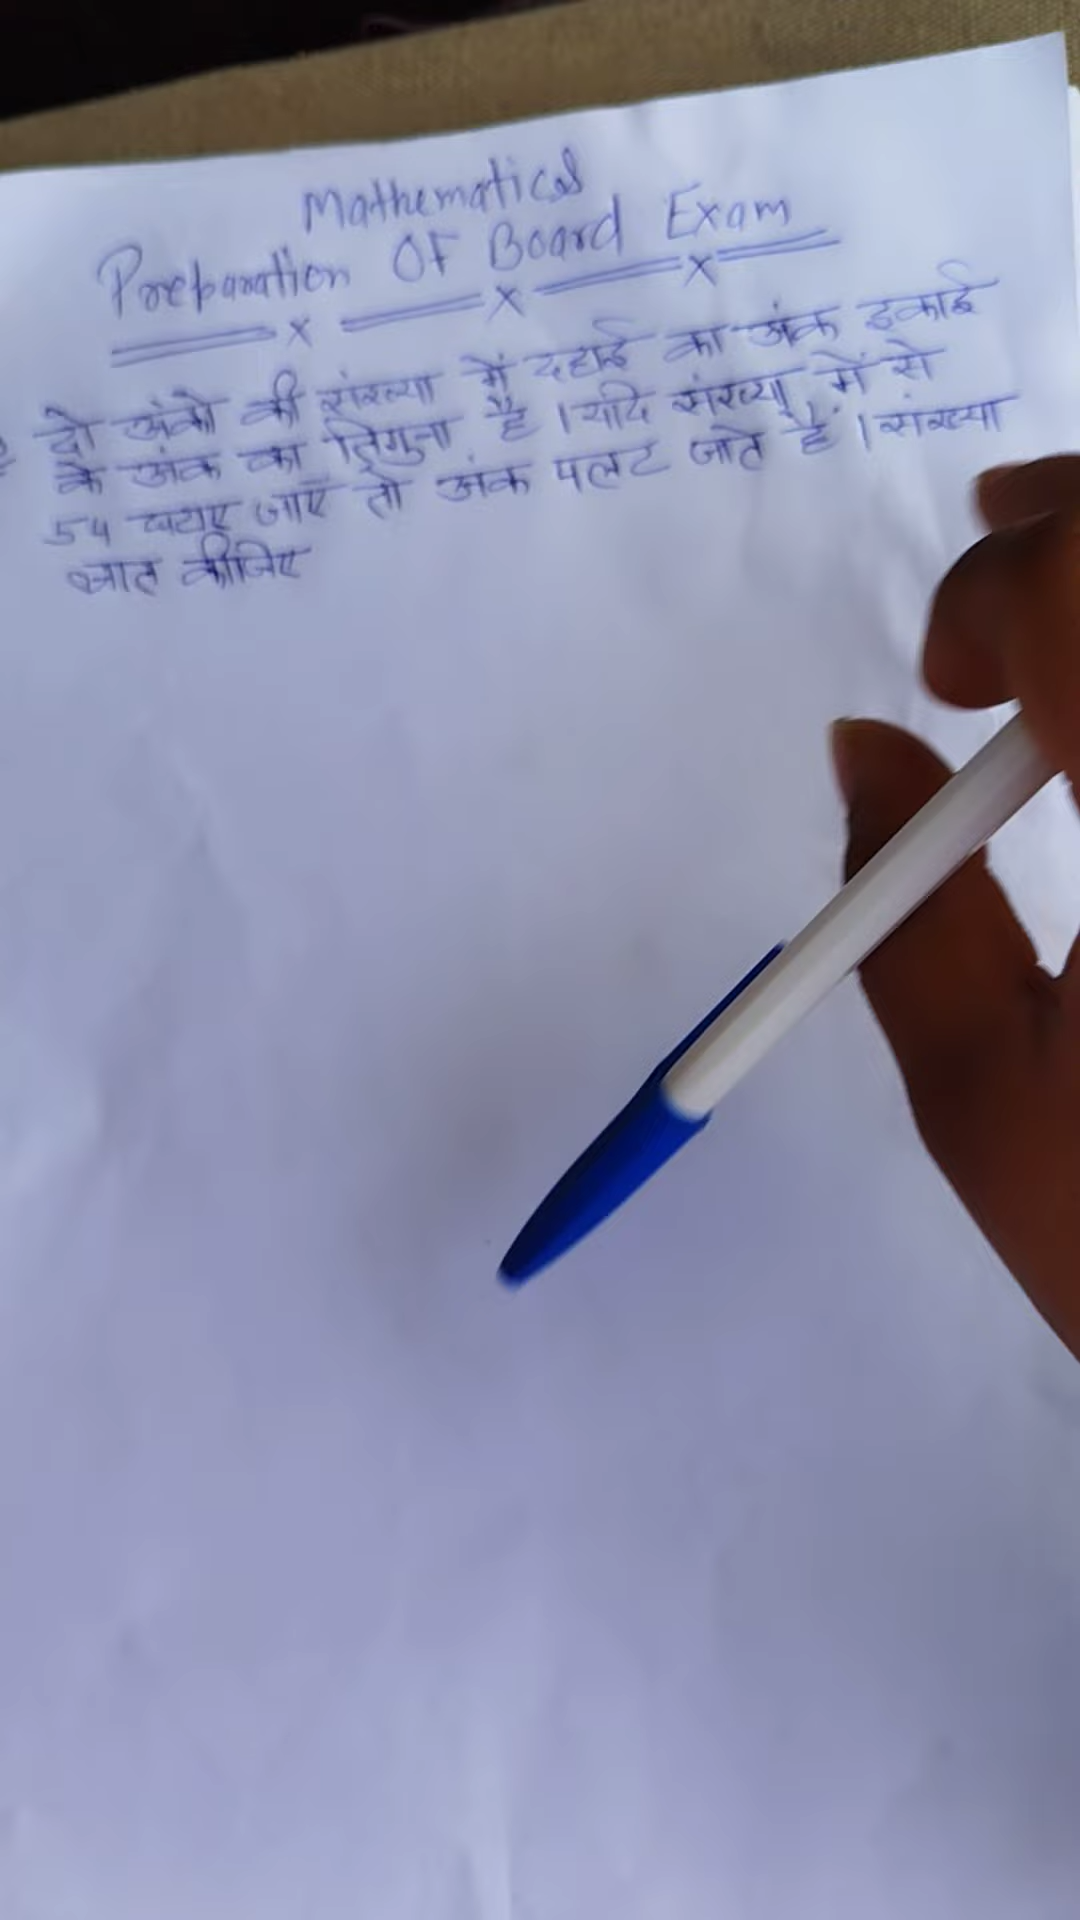 Mathematical
Preparation OF Board Exam
दो अंको की संख्या में दहाई का अंक इकाई
के अंक का तिगुना है । यदि संख्या में से
54 घटाए जाएं तो अंक पलट जाते हैं । संख्या
ज्ञात कीजिए